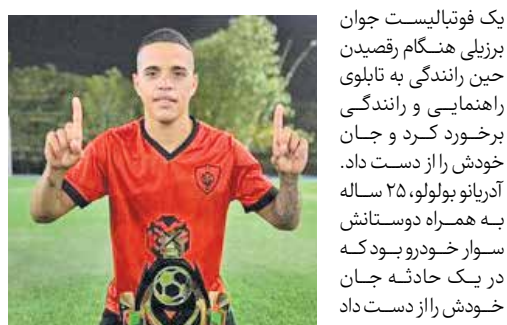 یک فوتبالیست جوان
برزیلی هنگام رقصیدن
حین رانندگی به تابلوی
راهنمایی و رانندگی
برخورد کرد و جان
خودش را از دست داد.
آدریانو بولولو، ۲۵ ساله
به همراه دوستانش
سوار خودرو بود که
در یک حادثه جان
خودش را از دست داد